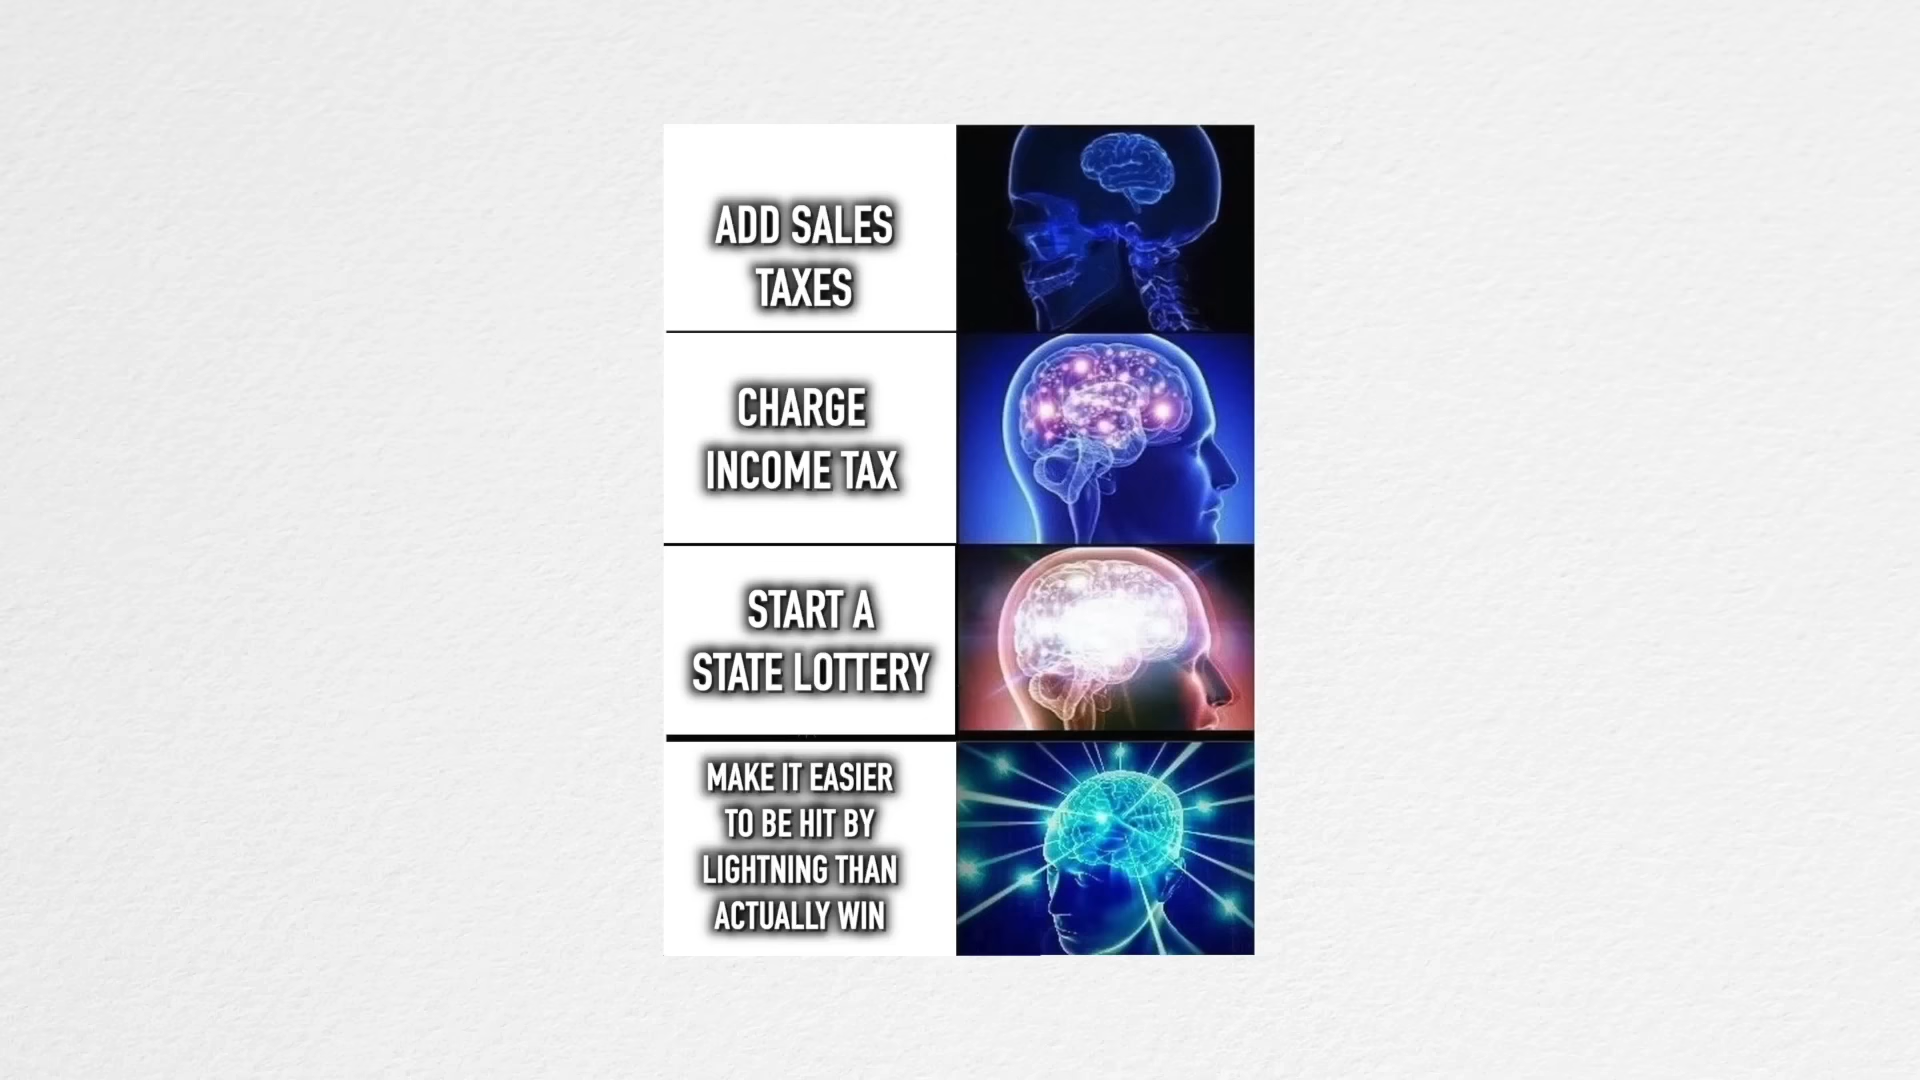 ADD SALES
TAXES
CHARGE
INCOME TAX
START A
STATE LOTTERY
MAKE IT EASIER
TO BE HIT BY
LIGHTNING THAN
ACTUALLY WIN